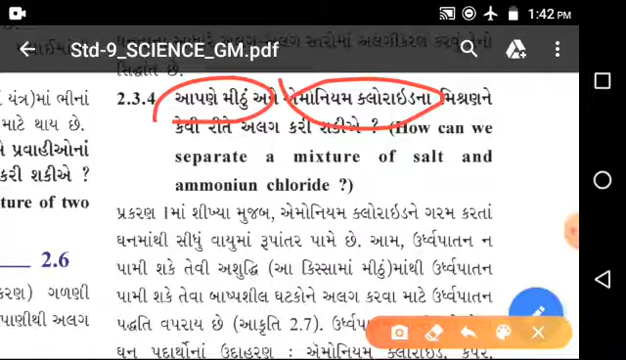 1:42 PM
Std-9_SCIENCE_GM.pdf
સિદ્ધાંત છે.
2.3.4 આપણે મીઠું અને એમોનિયમ ક્લોરાઇડના મિશ્રણને
કેવી રીતે અલગ કરી શકીએ ? (How can we
separate a mixture of salt and
ammoniun chloride ?)
પ્રકરણ 1માં શીખ્યા મુજબ, એમોનિયમ ક્લોરાઇડને ગરમ કરતાં
ઘનમાંથી સીધું વાયુમાં રૂપાંતર પામે છે. આમ, ઉર્ધ્વપાતન ન
પામી શકે તેવી અશુદ્ધિ (આ કિસ્સામાં મીઠું)માંથી ઉર્ધ્વપાતન
પામી શકે તેવા બાષ્પશીલ ઘટકોને અલગ કરવા માટે ઉર્ધ્વપાતન
પદ્ધતિ વપરાય છે (આકૃતિ 2.7).
ઘન પદાર્થોનાં ઉદાહરણ : ઍમોનિયમ ક્લોરાઇડ, કપૂર,
યંત્ર)માં ભીનાં
માટે થાય છે.
પ્રવાહીઓનાં
કરી શકીએ ?
ture of two
2.6
કરણ) ગળણી
પાણીથી અલગ